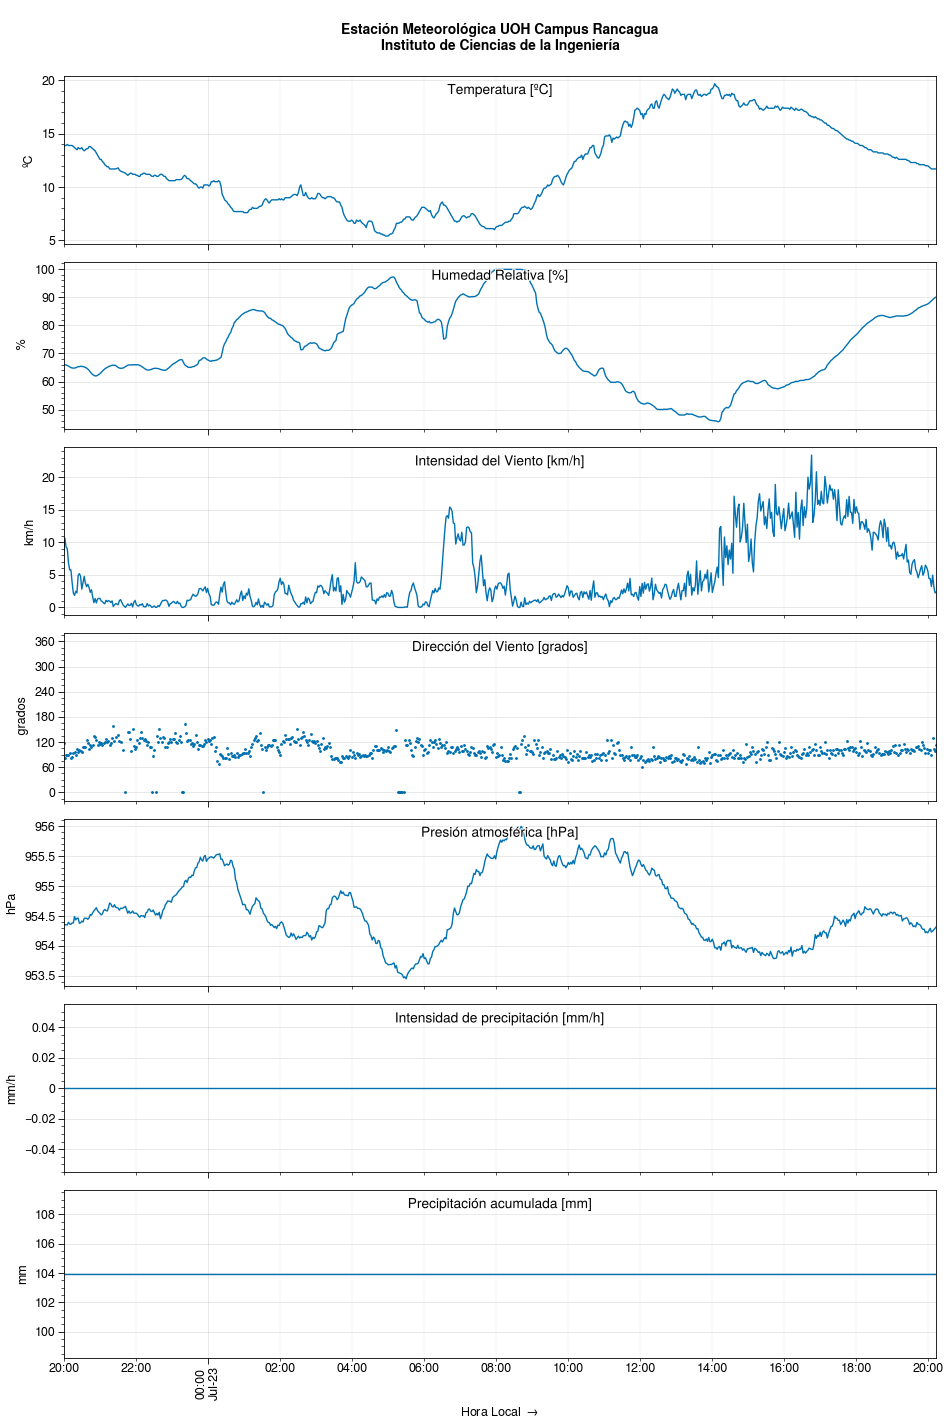 Estación Meteorológica UOH Campus Rancagua
Instituto de Ciencias de la Ingeniería
Temperatura [ºC]
ºC
20
15
10
5
Humedad Relativa [%]
%
100
90
80
70
60
50
Intensidad del Viento [km/h]
km/h
20
15
10
5
0
Dirección del Viento [grados]
grados
360
300
240
180
120
60
0
Presión atmosférica [hPa]
hPa
956
955.5
955
954.5
954
953.5
Intensidad de precipitación [mm/h]
mm/h
0.04
0.02
0
−0.02
−0.04
Precipitación acumulada [mm]
mm
108
106
104
102
100
20:00 22:00 00:00 02:00 04:00 06:00 08:00 10:00 12:00 14:00 16:00 18:00 20:00
Jul-23
Hora Local →